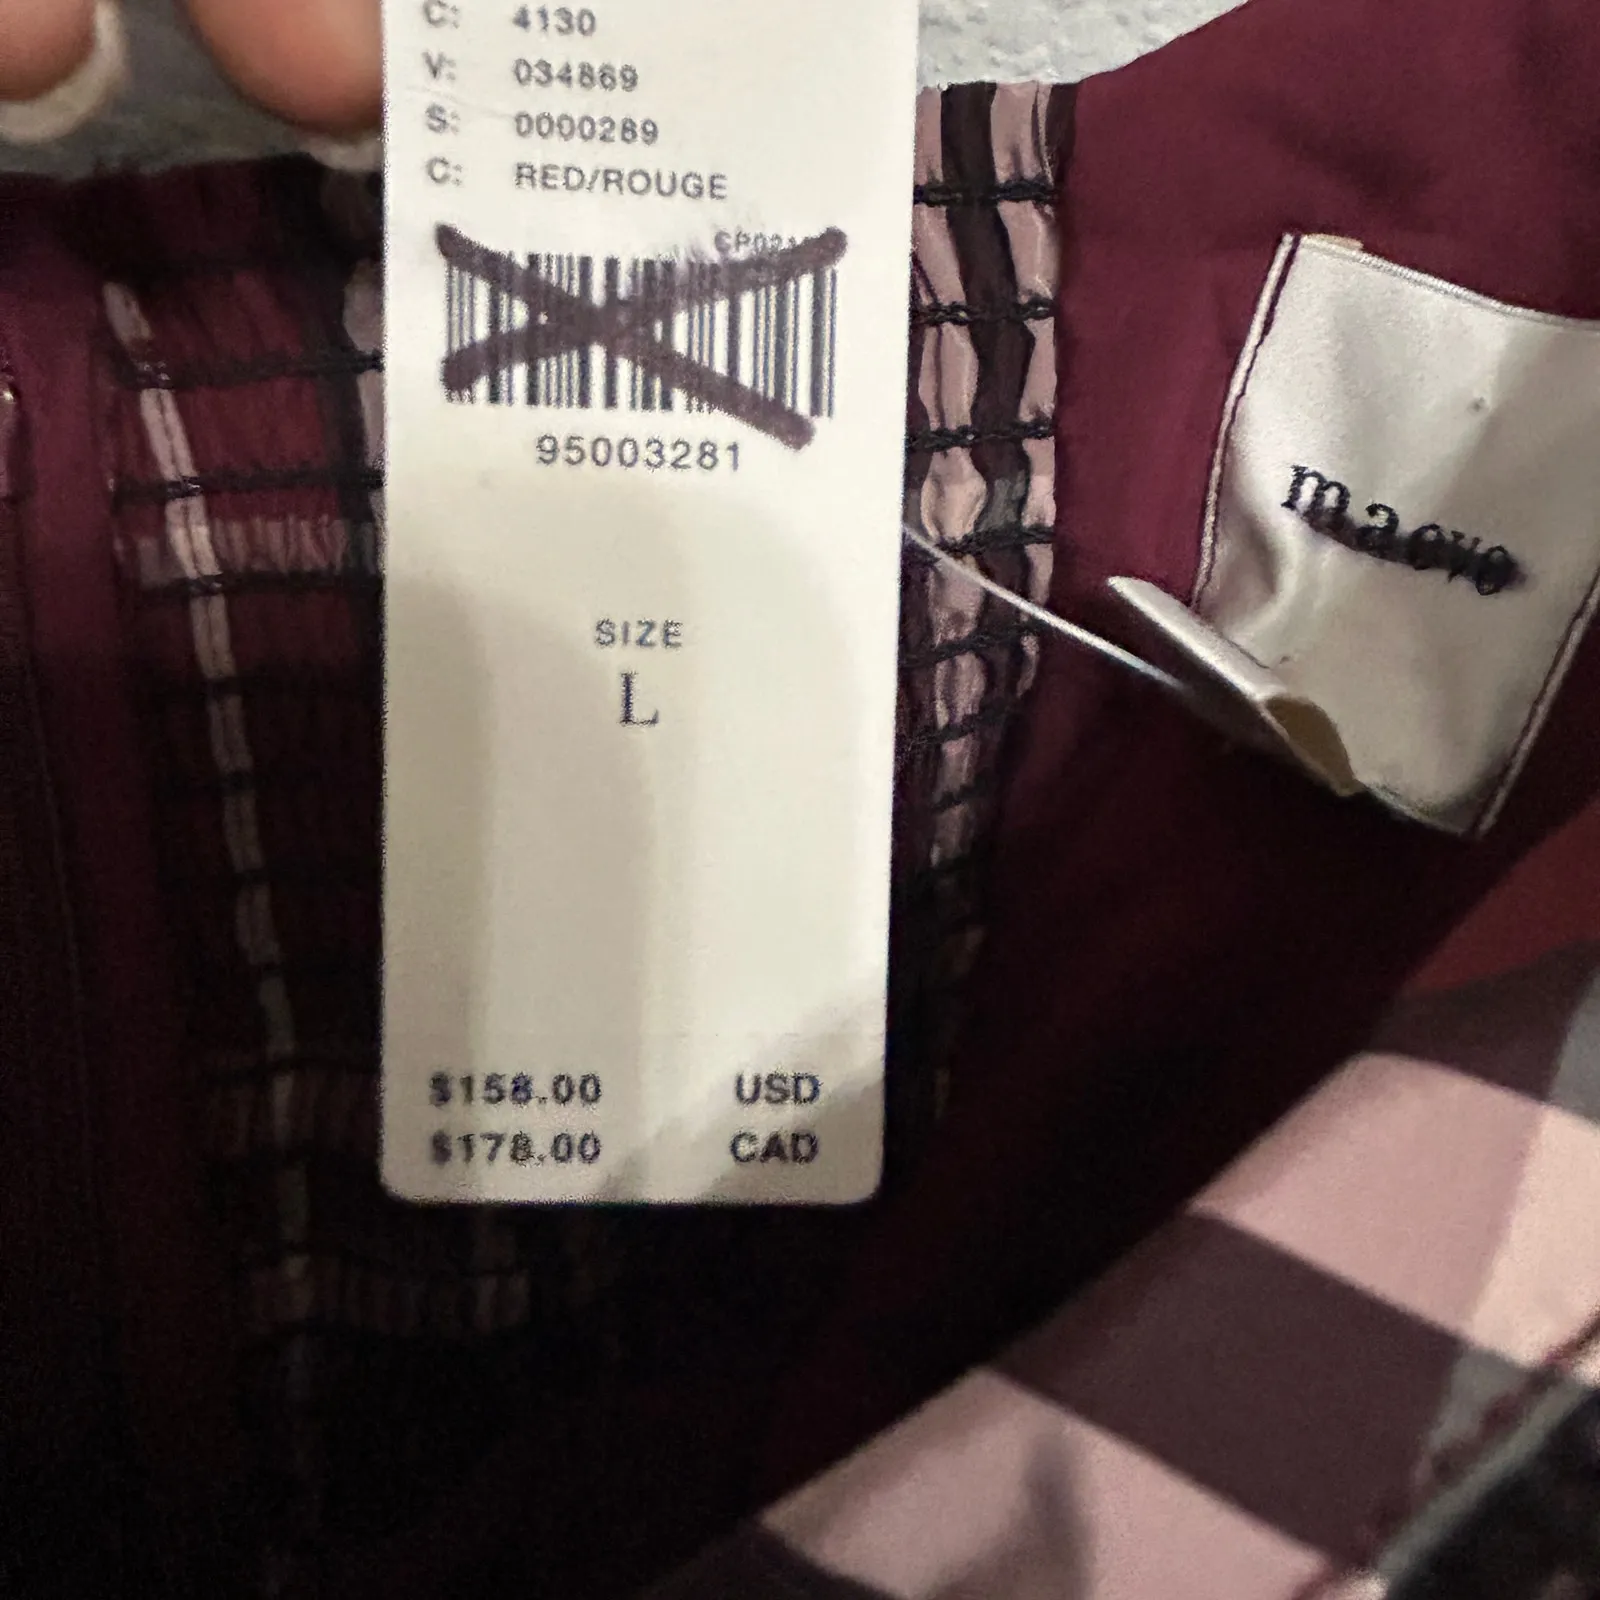 C: 4130
V: 034869
S: 0000289
C: RED/ROUGE
95003281
SIZE
L
$158.00 USD
$178.00 CAD
maeve